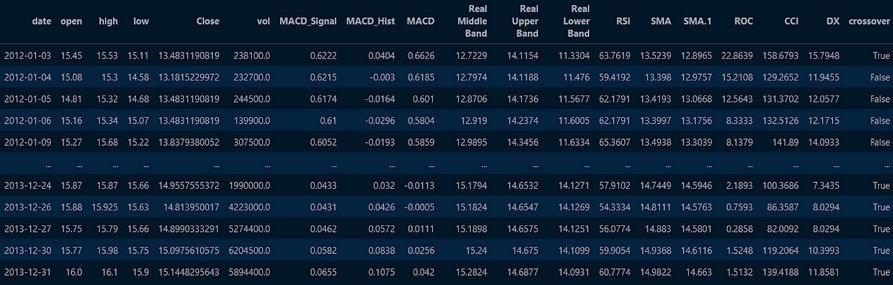 date open high low Close vol MACD_Signal MACD_Hist MACD Real Middle Band Real Upper Band Real Lower Band RSI SMA SMA.1 ROC CCI DX crossover
2012-01-03 15.45 15.53 15.11 13.4831190819 238100.0 0.6222 0.0404 0.6626 12.7229 14.1154 11.3304 63.7619 13.5239 12.8965 22.8639 158.6793 15.7948 True
2012-01-04 15.08 15.3 14.58 13.1815229972 232700.0 0.6215 -0.003 0.6185 12.7974 14.1188 11.476 59.4192 13.398 12.9757 15.2108 129.2652 11.9455 False
2012-01-05 14.81 15.32 14.68 13.4831190819 244500.0 0.6174 -0.0164 0.601 12.8706 14.1736 11.5677 62.1791 13.4193 13.0668 12.5643 131.3702 12.0577 False
2012-01-06 15.16 15.34 15.07 13.4831190819 139900.0 0.61 -0.0296 0.5804 12.919 14.2374 11.6005 62.1791 13.3997 13.1756 8.3333 132.5126 12.1715 False
2012-01-09 15.27 15.68 15.22 13.8379380052 307500.0 0.6052 -0.0193 0.5859 12.9895 14.3456 11.6334 65.3607 13.4938 13.3039 8.1379 141.89 14.0933 False
... ... ... ... ... ... ... ... ... ... ... ... ... ... ... ... ... ... ...
2013-12-24 15.87 15.87 15.66 14.9557555372 1990000.0 0.0433 0.032 -0.0113 15.1794 14.6532 14.1271 57.9102 14.7449 14.5946 2.1893 100.3686 7.3435 True
2013-12-26 15.88 15.925 15.63 14.813950017 4223000.0 0.0431 0.0426 -0.0005 15.1824 14.6547 14.1269 54.3334 14.8111 14.5763 0.7593 86.3587 8.0294 True
2013-12-27 15.75 15.79 15.66 14.8990333291 5274400.0 0.0462 0.0572 0.0111 15.1898 14.6575 14.1251 56.0774 14.883 14.5801 0.2858 82.0092 8.0294 True
2013-12-30 15.77 15.98 15.75 15.0975610575 6204500.0 0.0582 0.0838 0.0256 15.24 14.675 14.1099 59.9054 14.9368 14.6116 1.5248 119.2064 10.3993 True
2013-12-31 16.0 16.1 15.9 15.1448295643 5894400.0 0.0655 0.1075 0.042 15.2824 14.6877 14.0931 60.7774 14.9822 14.663 1.5132 139.4188 11.8581 True